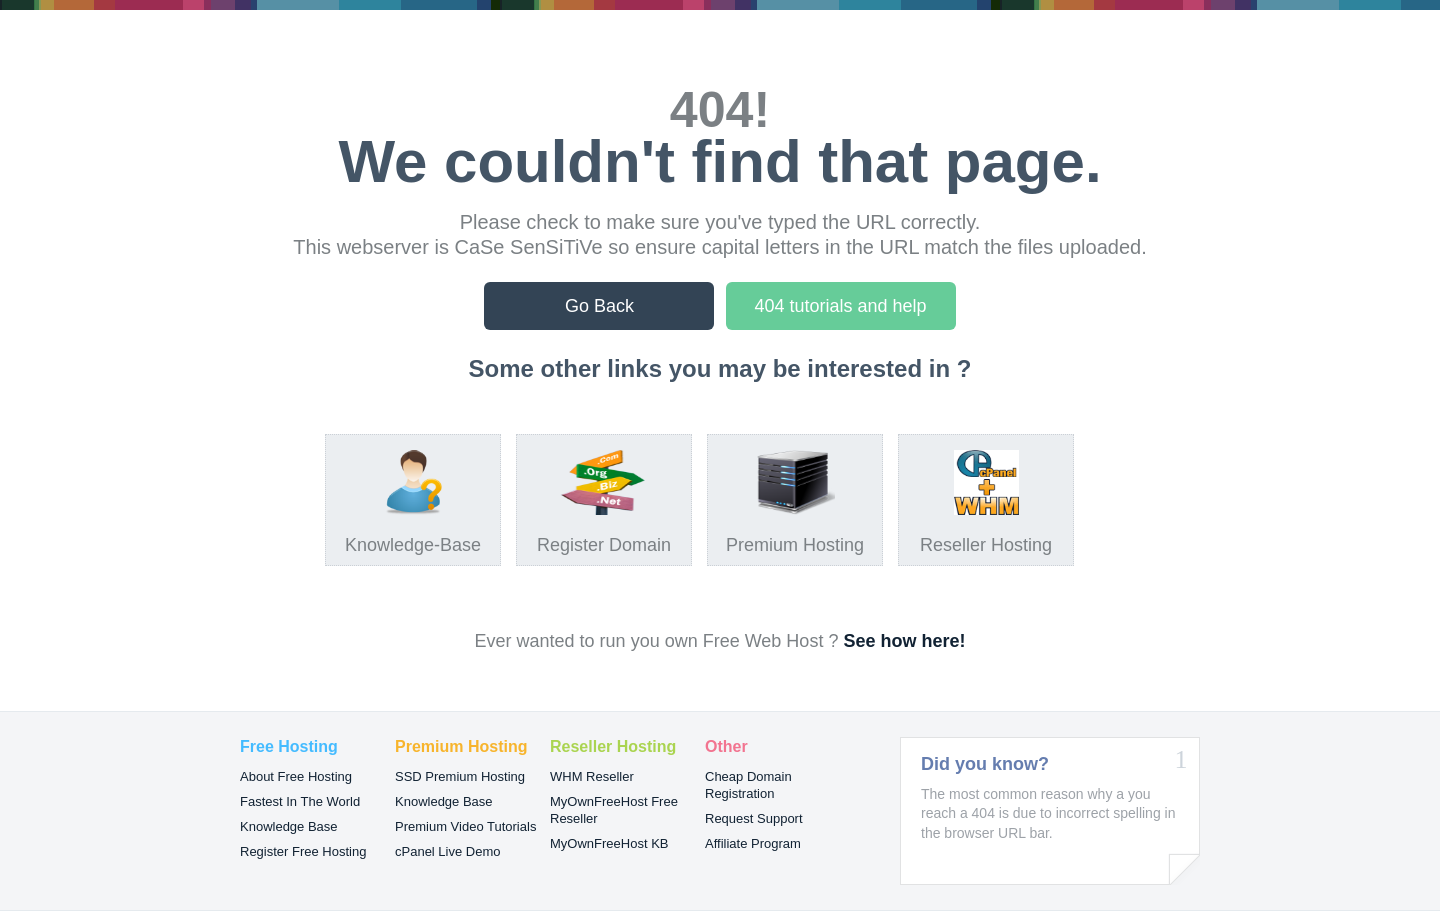 404!
We couldn't find that page.
Please check to make sure you've typed the URL correctly.
This webserver is CaSe SenSiTiVe so ensure capital letters in the URL match the files uploaded.
Go Back
404 tutorials and help
Some other links you may be interested in ?
.Com
.Org
.Biz
.Net
cPanel
+
WHM
Knowledge-Base
Register Domain
Premium Hosting
Reseller Hosting
Ever wanted to run you own Free Web Host ? See how here!
Free Hosting
About Free Hosting
Fastest In The World
Knowledge Base
Register Free Hosting
Premium Hosting
SSD Premium Hosting
Knowledge Base
Premium Video Tutorials
cPanel Live Demo
Reseller Hosting
WHM Reseller
MyOwnFreeHost Free
Reseller
MyOwnFreeHost KB
Other
Cheap Domain
Registration
Request Support
Affiliate Program
Did you know?
1
The most common reason why a you
reach a 404 is due to incorrect spelling in
the browser URL bar.